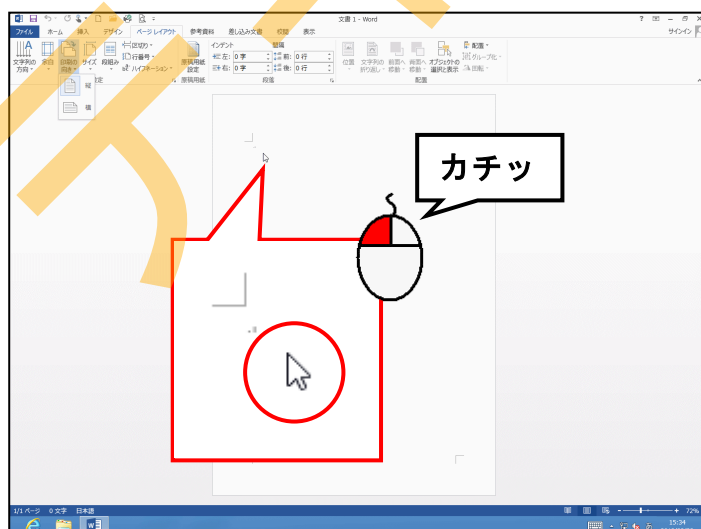 文書 1 - Word
ファイル ホーム 挿入 デザイン ページ レイアウト 参考資料 差し込み文書 校閲 表示
サインイン
文字列の方向 余白 印刷の向き サイズ 段組み
区切り
行番号
ハイフネーション
原稿用紙設定
原稿用紙
インデント 間隔
左: 0 字 前: 0 行
右: 0 字 後: 0 行
段落
位置 文字列の折り返し 前面へ移動 背面へ移動 オブジェクトの選択と表示
配置
グループ化
回転
配置
縦
横
カチッ
1/1 ページ 0 文字 日本語
72%
15:34